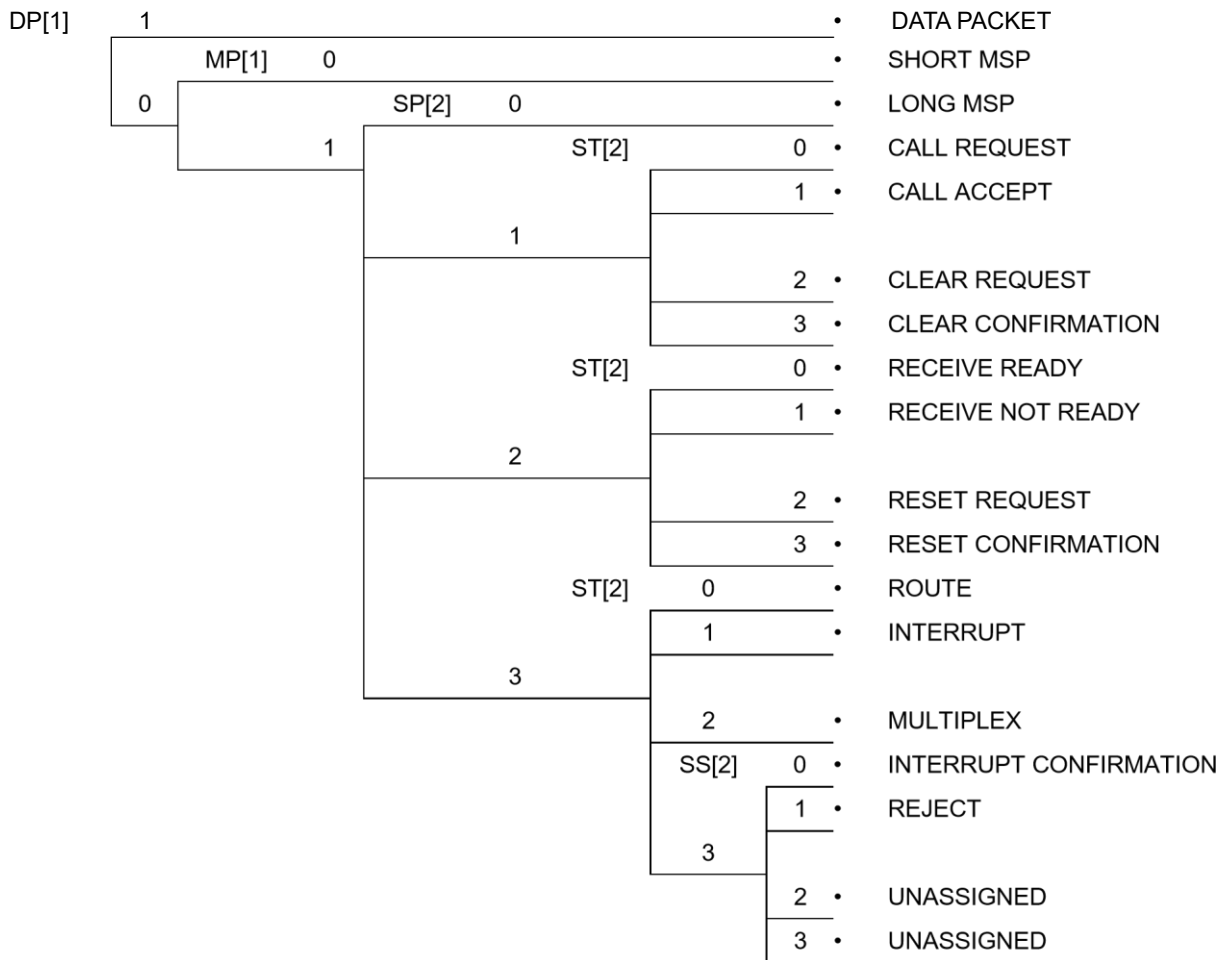 DP[1] 1 • DATA PACKET
MP[1] 0 • SHORT MSP
0 SP[2] 0 • LONG MSP
1 ST[2] 0 • CALL REQUEST
1 • CALL ACCEPT
1
2 • CLEAR REQUEST
3 • CLEAR CONFIRMATION
ST[2] 0 • RECEIVE READY
1 • RECEIVE NOT READY
2
2 • RESET REQUEST
3 • RESET CONFIRMATION
ST[2] 0 • ROUTE
1 • INTERRUPT
3
2 • MULTIPLEX
SS[2] 0 • INTERRUPT CONFIRMATION
1 • REJECT
3
2 • UNASSIGNED
3 • UNASSIGNED